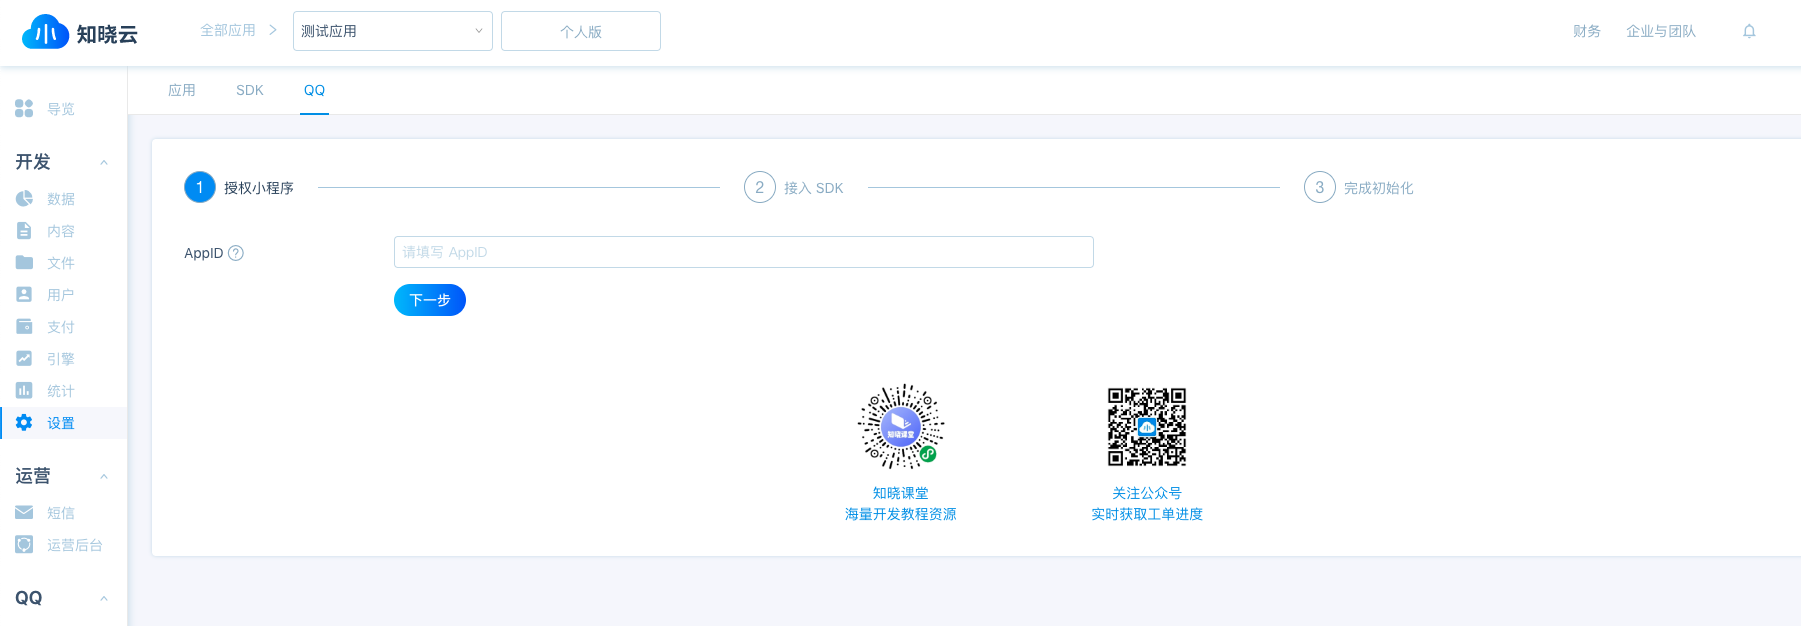 知晓云
全部应用
测试应用
个人版
财务
企业与团队
应用
SDK
QQ
导览
开发
数据
内容
文件
用户
支付
引擎
统计
设置
运营
短信
运营后台
QQ
1 授权小程序
2 接入 SDK
3 完成初始化
AppID ?
请填写 AppID
下一步
知晓课堂
知晓课堂
海量开发教程资源
关注公众号
实时获取工单进度